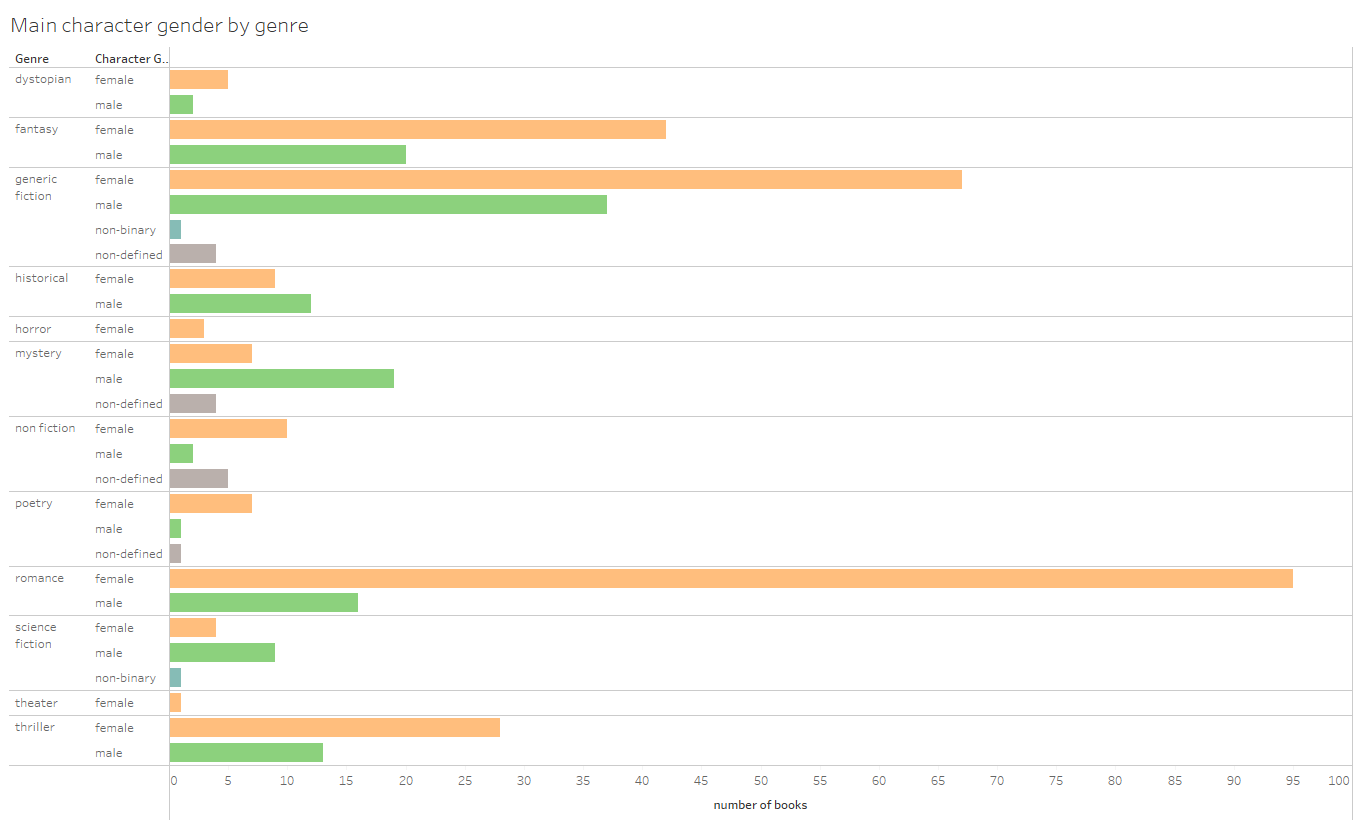 Main character gender by genre
Genre Character G..
dystopian female
male
fantasy female
male
generic female
fiction
male
non-binary
non-defined
historical female
male
horror female
mystery female
male
non-defined
non fiction female
male
non-defined
poetry female
male
non-defined
romance female
male
science female
fiction
male
non-binary
theater female
thriller female
male
0 5 10 15 20 25 30 35 40 45 50 55 60 65 70 75 80 85 90 95 100
number of books